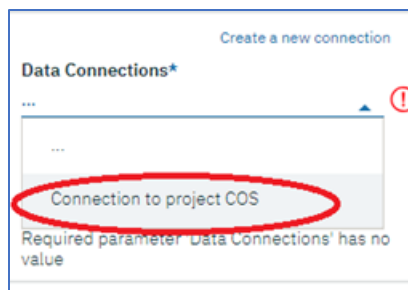 Create a new connection
Data Connections*
...
...
Connection to project COS
Required parameter 'Data Connections' has no
value